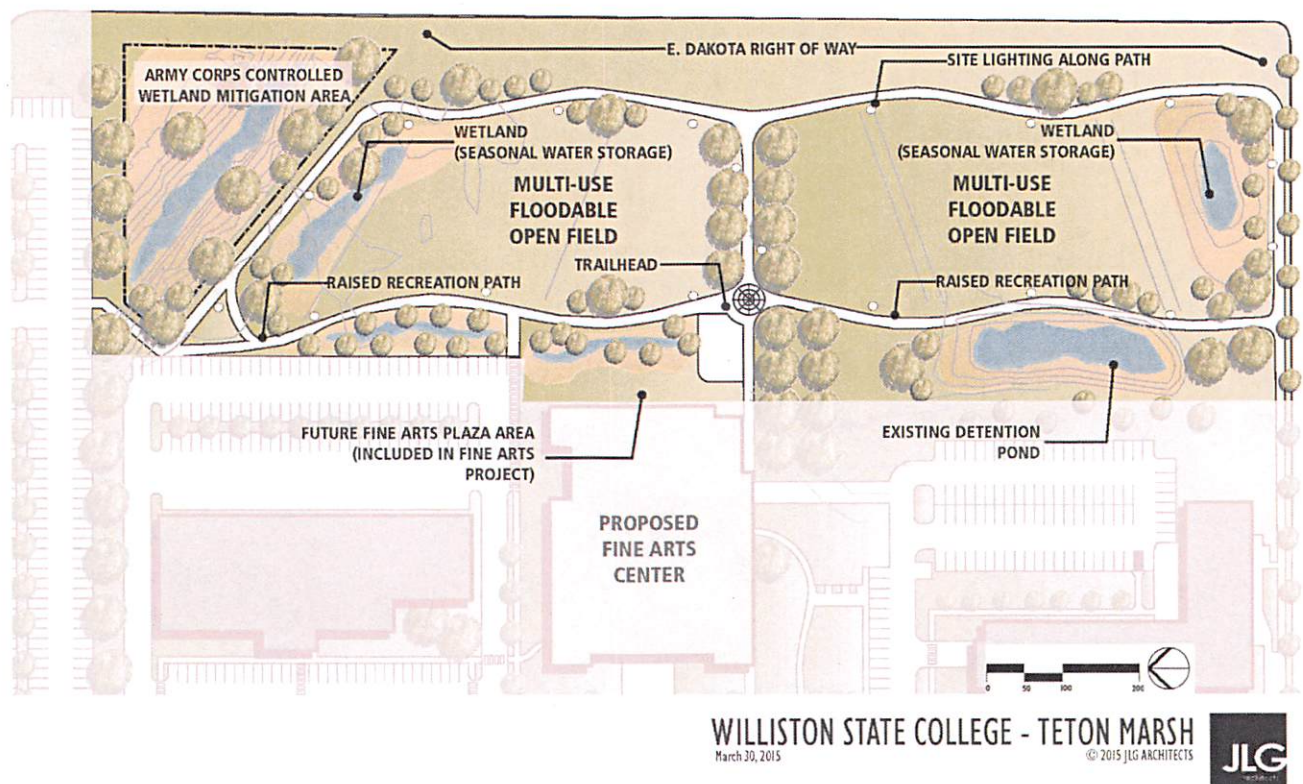 E. DAKOTA RIGHT OF WAY
SITE LIGHTING ALONG PATH
ARMY CORPS CONTROLLED
WETLAND MITIGATION AREA
WETLAND
(SEASONAL WATER STORAGE)
WETLAND
(SEASONAL WATER STORAGE)
MULTI-USE
FLOODABLE
OPEN FIELD
MULTI-USE
FLOODABLE
OPEN FIELD
TRAILHEAD
RAISED RECREATION PATH
RAISED RECREATION PATH
FUTURE FINE ARTS PLAZA AREA
(INCLUDED IN FINE ARTS
PROJECT)
EXISTING DETENTION
POND
PROPOSED
FINE ARTS
CENTER
0 50 100 200
WILLISTON STATE COLLEGE - TETON MARSH
March 30, 2015
© 2015 JLG ARCHITECTS
JLG
architects